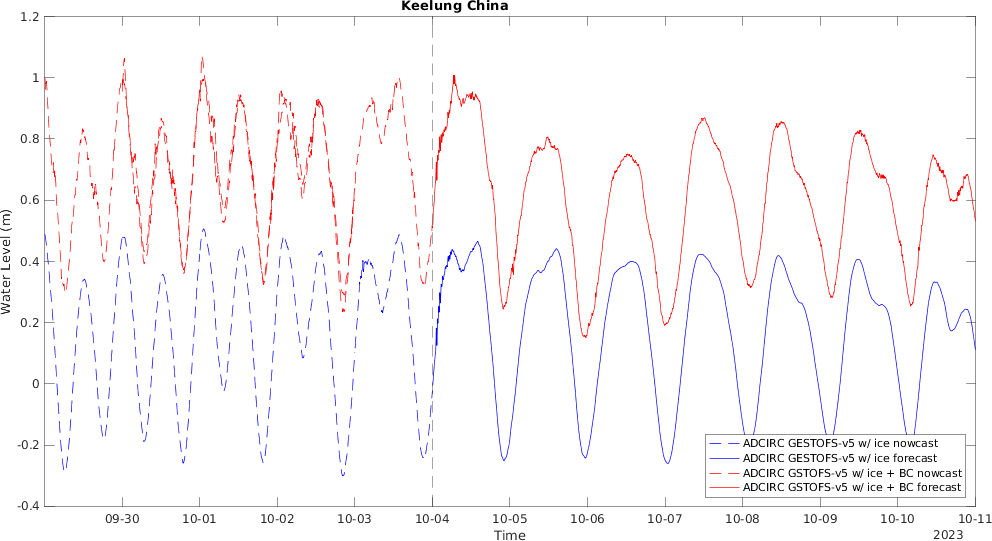 Keelung China
1.2
1
0.8
0.6
0.4
0.2
0
-0.2
-0.4
Water Level (m)
ADCIRC GESTOFS-v5 w/ ice nowcast
ADCIRC GESTOFS-v5 w/ ice forecast
ADCIRC GSTOFS-v5 w/ ice + BC nowcast
ADCIRC GSTOFS-v5 w/ ice + BC forecast
09-30 10-01 10-02 10-03 10-04 10-05 10-06 10-07 10-08 10-09 10-10 10-11
Time
2023